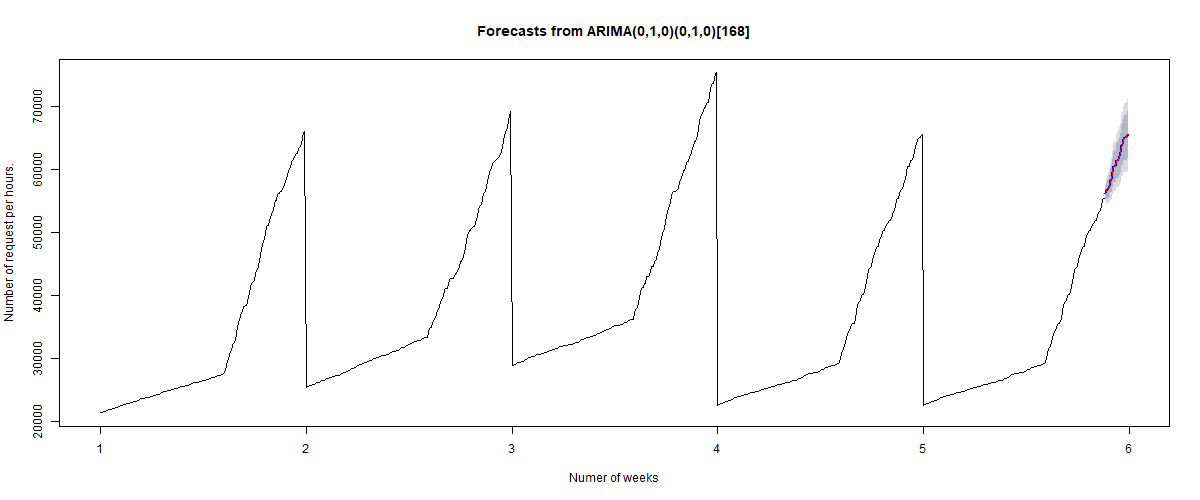 Forecasts from ARIMA(0,1,0)(0,1,0)[168]
Number of request per hours.
70000
60000
50000
40000
30000
20000
1 2 3 4 5 6
Numer of weeks